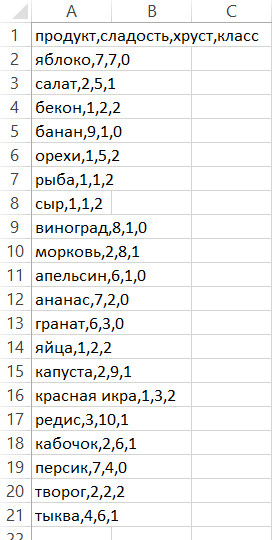 A B C
1 продукт,сладость,хруст,класс
2 яблоко,7,7,0
3 салат,2,5,1
4 бекон,1,2,2
5 банан,9,1,0
6 орехи,1,5,2
7 рыба,1,1,2
8 сыр,1,1,2
9 виноград,8,1,0
10 морковь,2,8,1
11 апельсин,6,1,0
12 ананас,7,2,0
13 гранат,6,3,0
14 яйца,1,2,2
15 капуста,2,9,1
16 красная икра,1,3,2
17 редис,3,10,1
18 кабочок,2,6,1
19 персик,7,4,0
20 творог,2,2,2
21 тыква,4,6,1
22